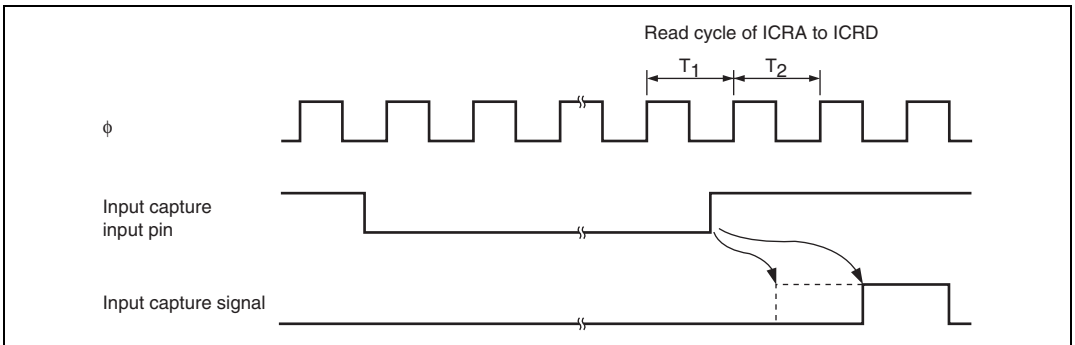 Read cycle of ICRA to ICRD
T1 T2
ϕ
Input capture
input pin
Input capture signal